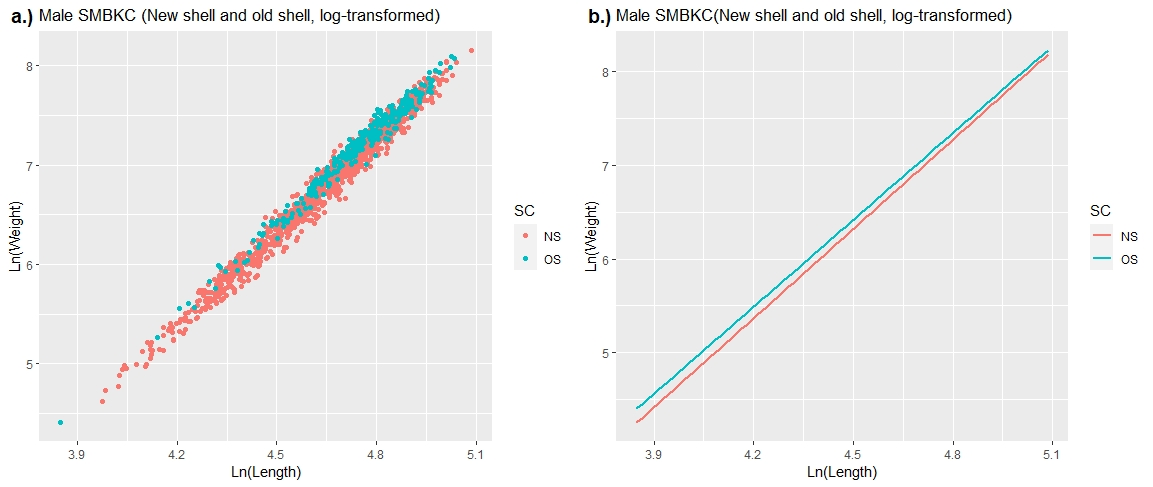 a.) Male SMBKC (New shell and old shell, log-transformed)
Ln(Weight)
8
7
6
5
3.9 4.2 4.5 4.8 5.1
Ln(Length)
SC
NS
OS
b.) Male SMBKC(New shell and old shell, log-transformed)
Ln(Weight)
8
7
6
5
3.9 4.2 4.5 4.8 5.1
Ln(Length)
SC
NS
OS